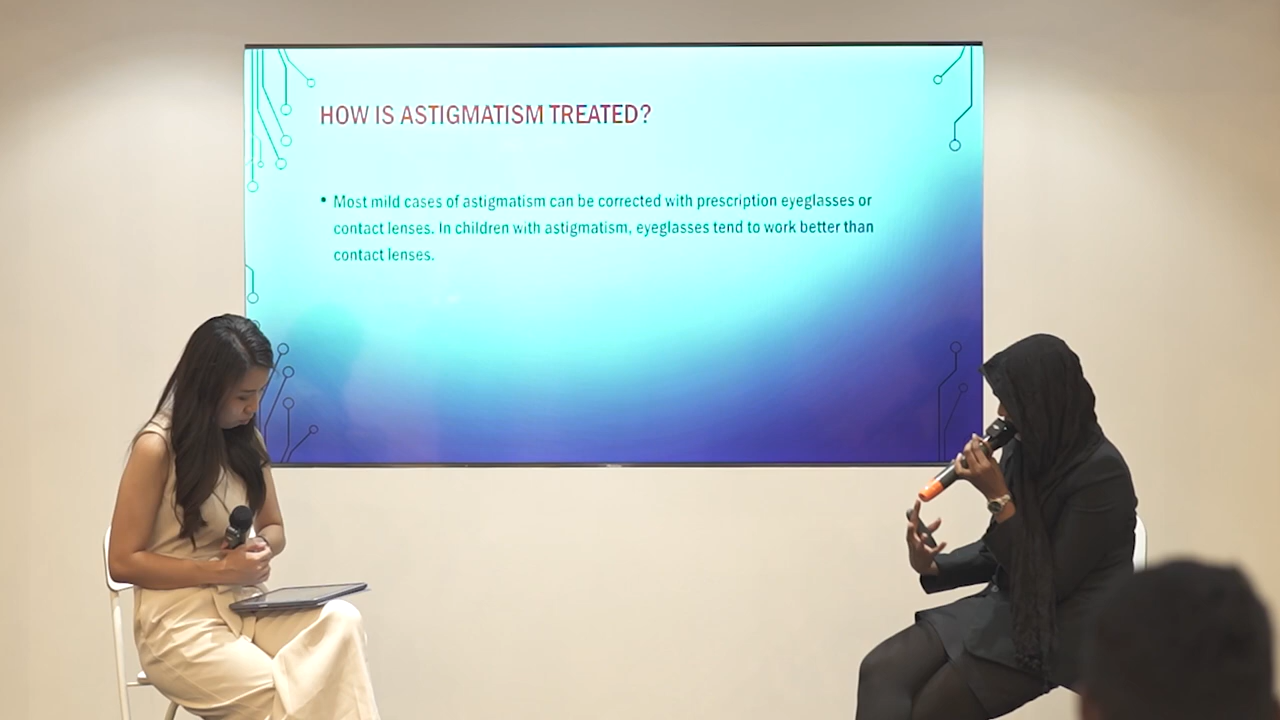 HOW IS ASTIGMATISM TREATED?
• Most mild cases of astigmatism can be corrected with prescription eyeglasses or
contact lenses. In children with astigmatism, eyeglasses tend to work better than
contact lenses.